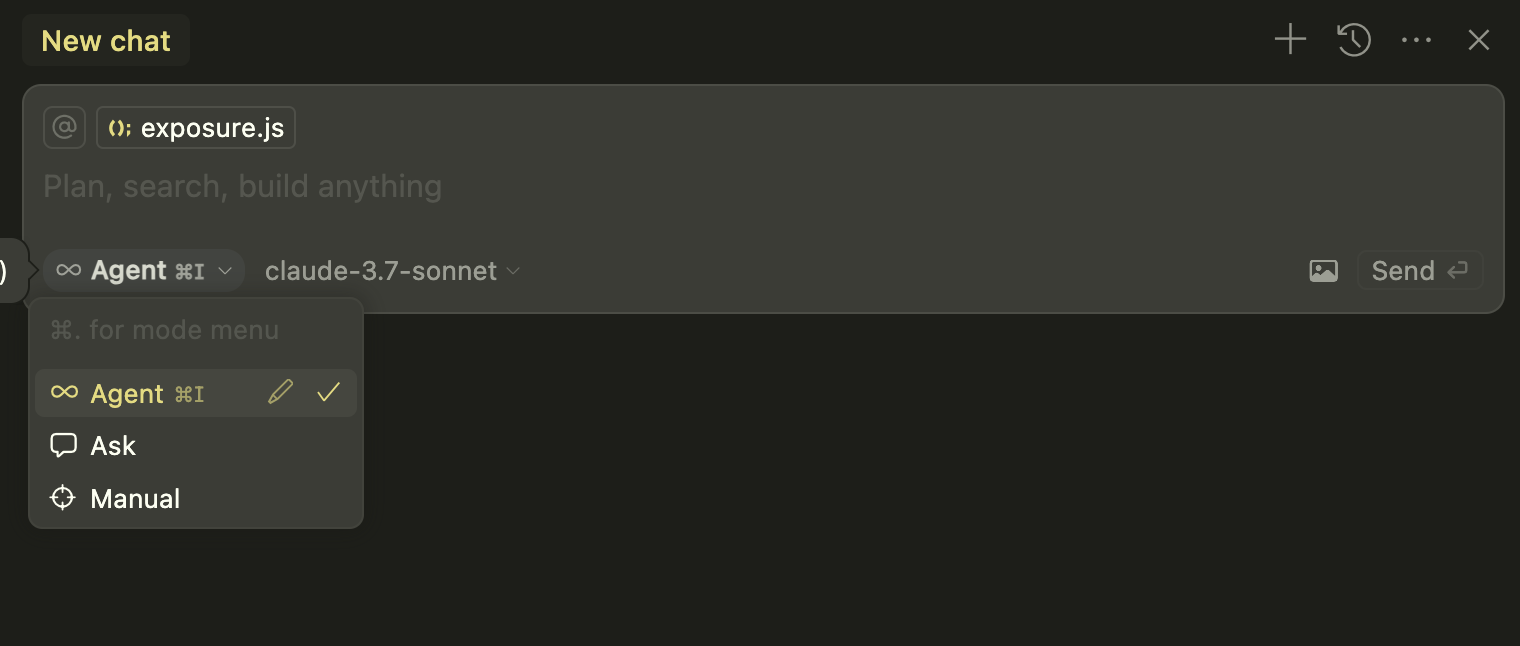 New chat
@ exposure.js
Plan, search, build anything
)
Agent ⌘I
claude-3.7-sonnet
Send
⌘. for mode menu
Agent ⌘I
Ask
Manual